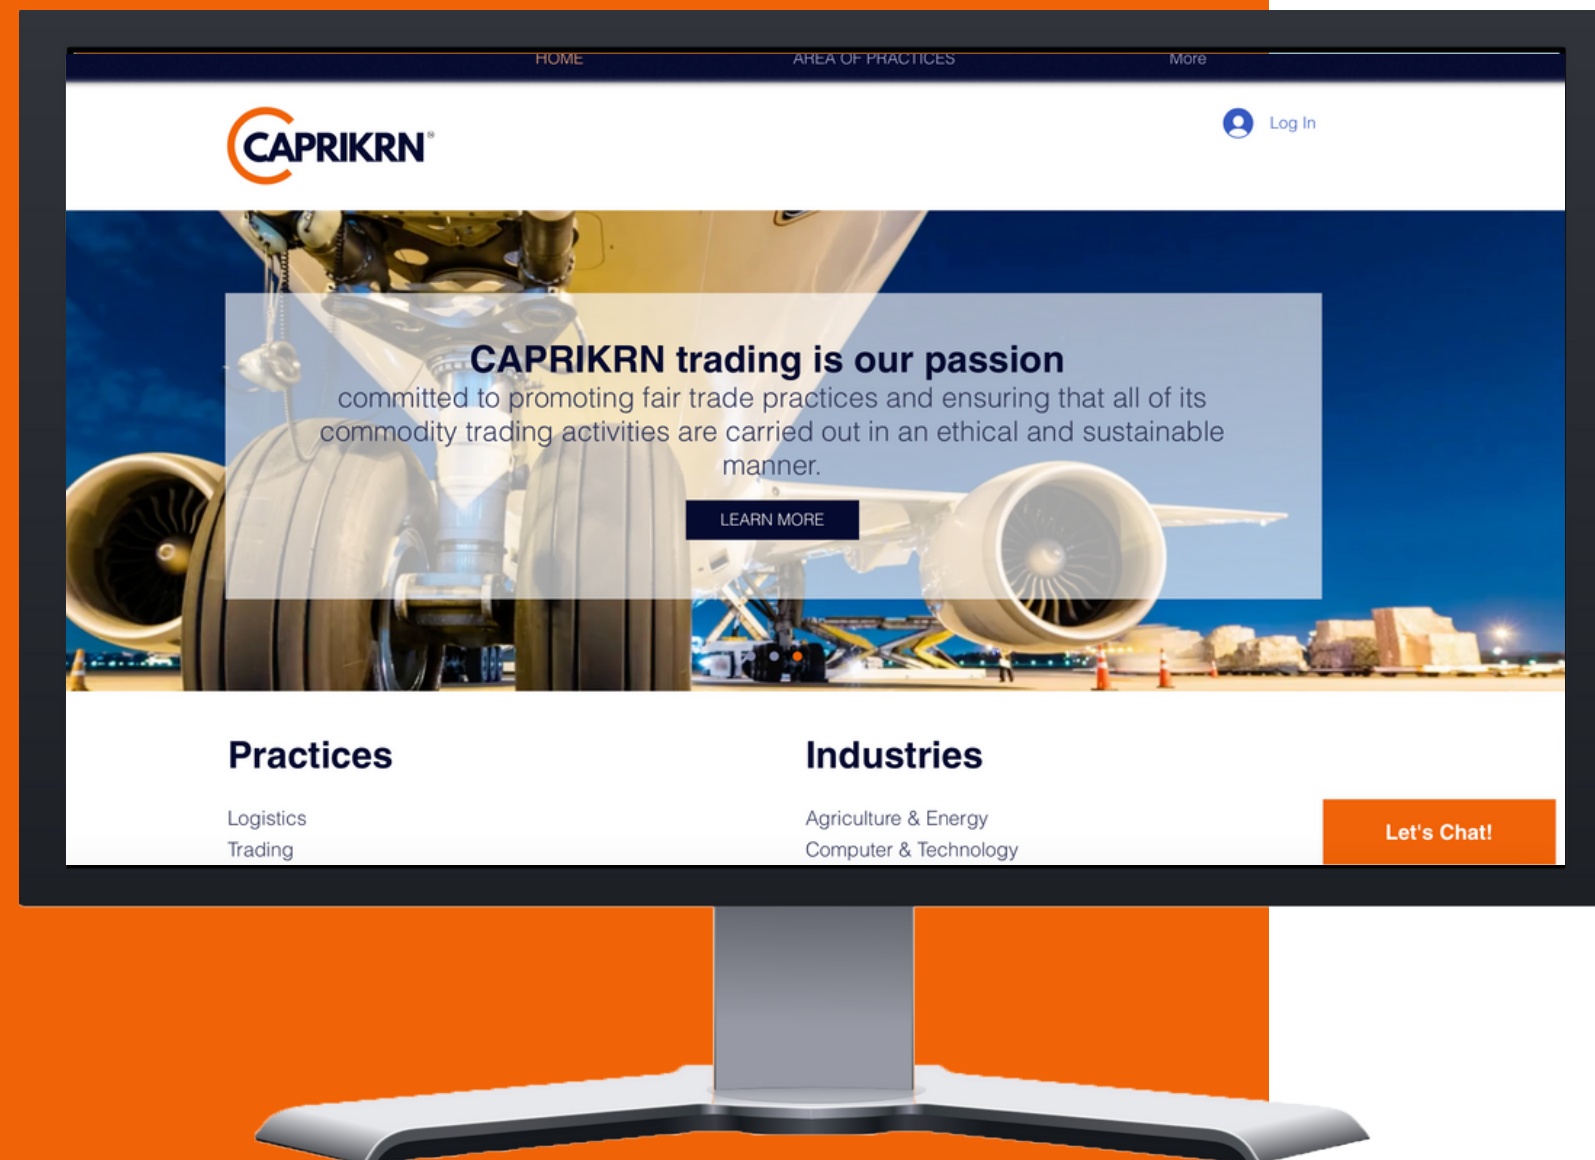 HOME
AREA OF PRACTICES
More
CAPRIKRN
Log In
CAPRIKRN trading is our passion
committed to promoting fair trade practices and ensuring that all of its
commodity trading activities are carried out in an ethical and sustainable
manner.
LEARN MORE
Practices
Industries
Logistics
Agriculture & Energy
Trading
Computer & Technology
Let's Chat!